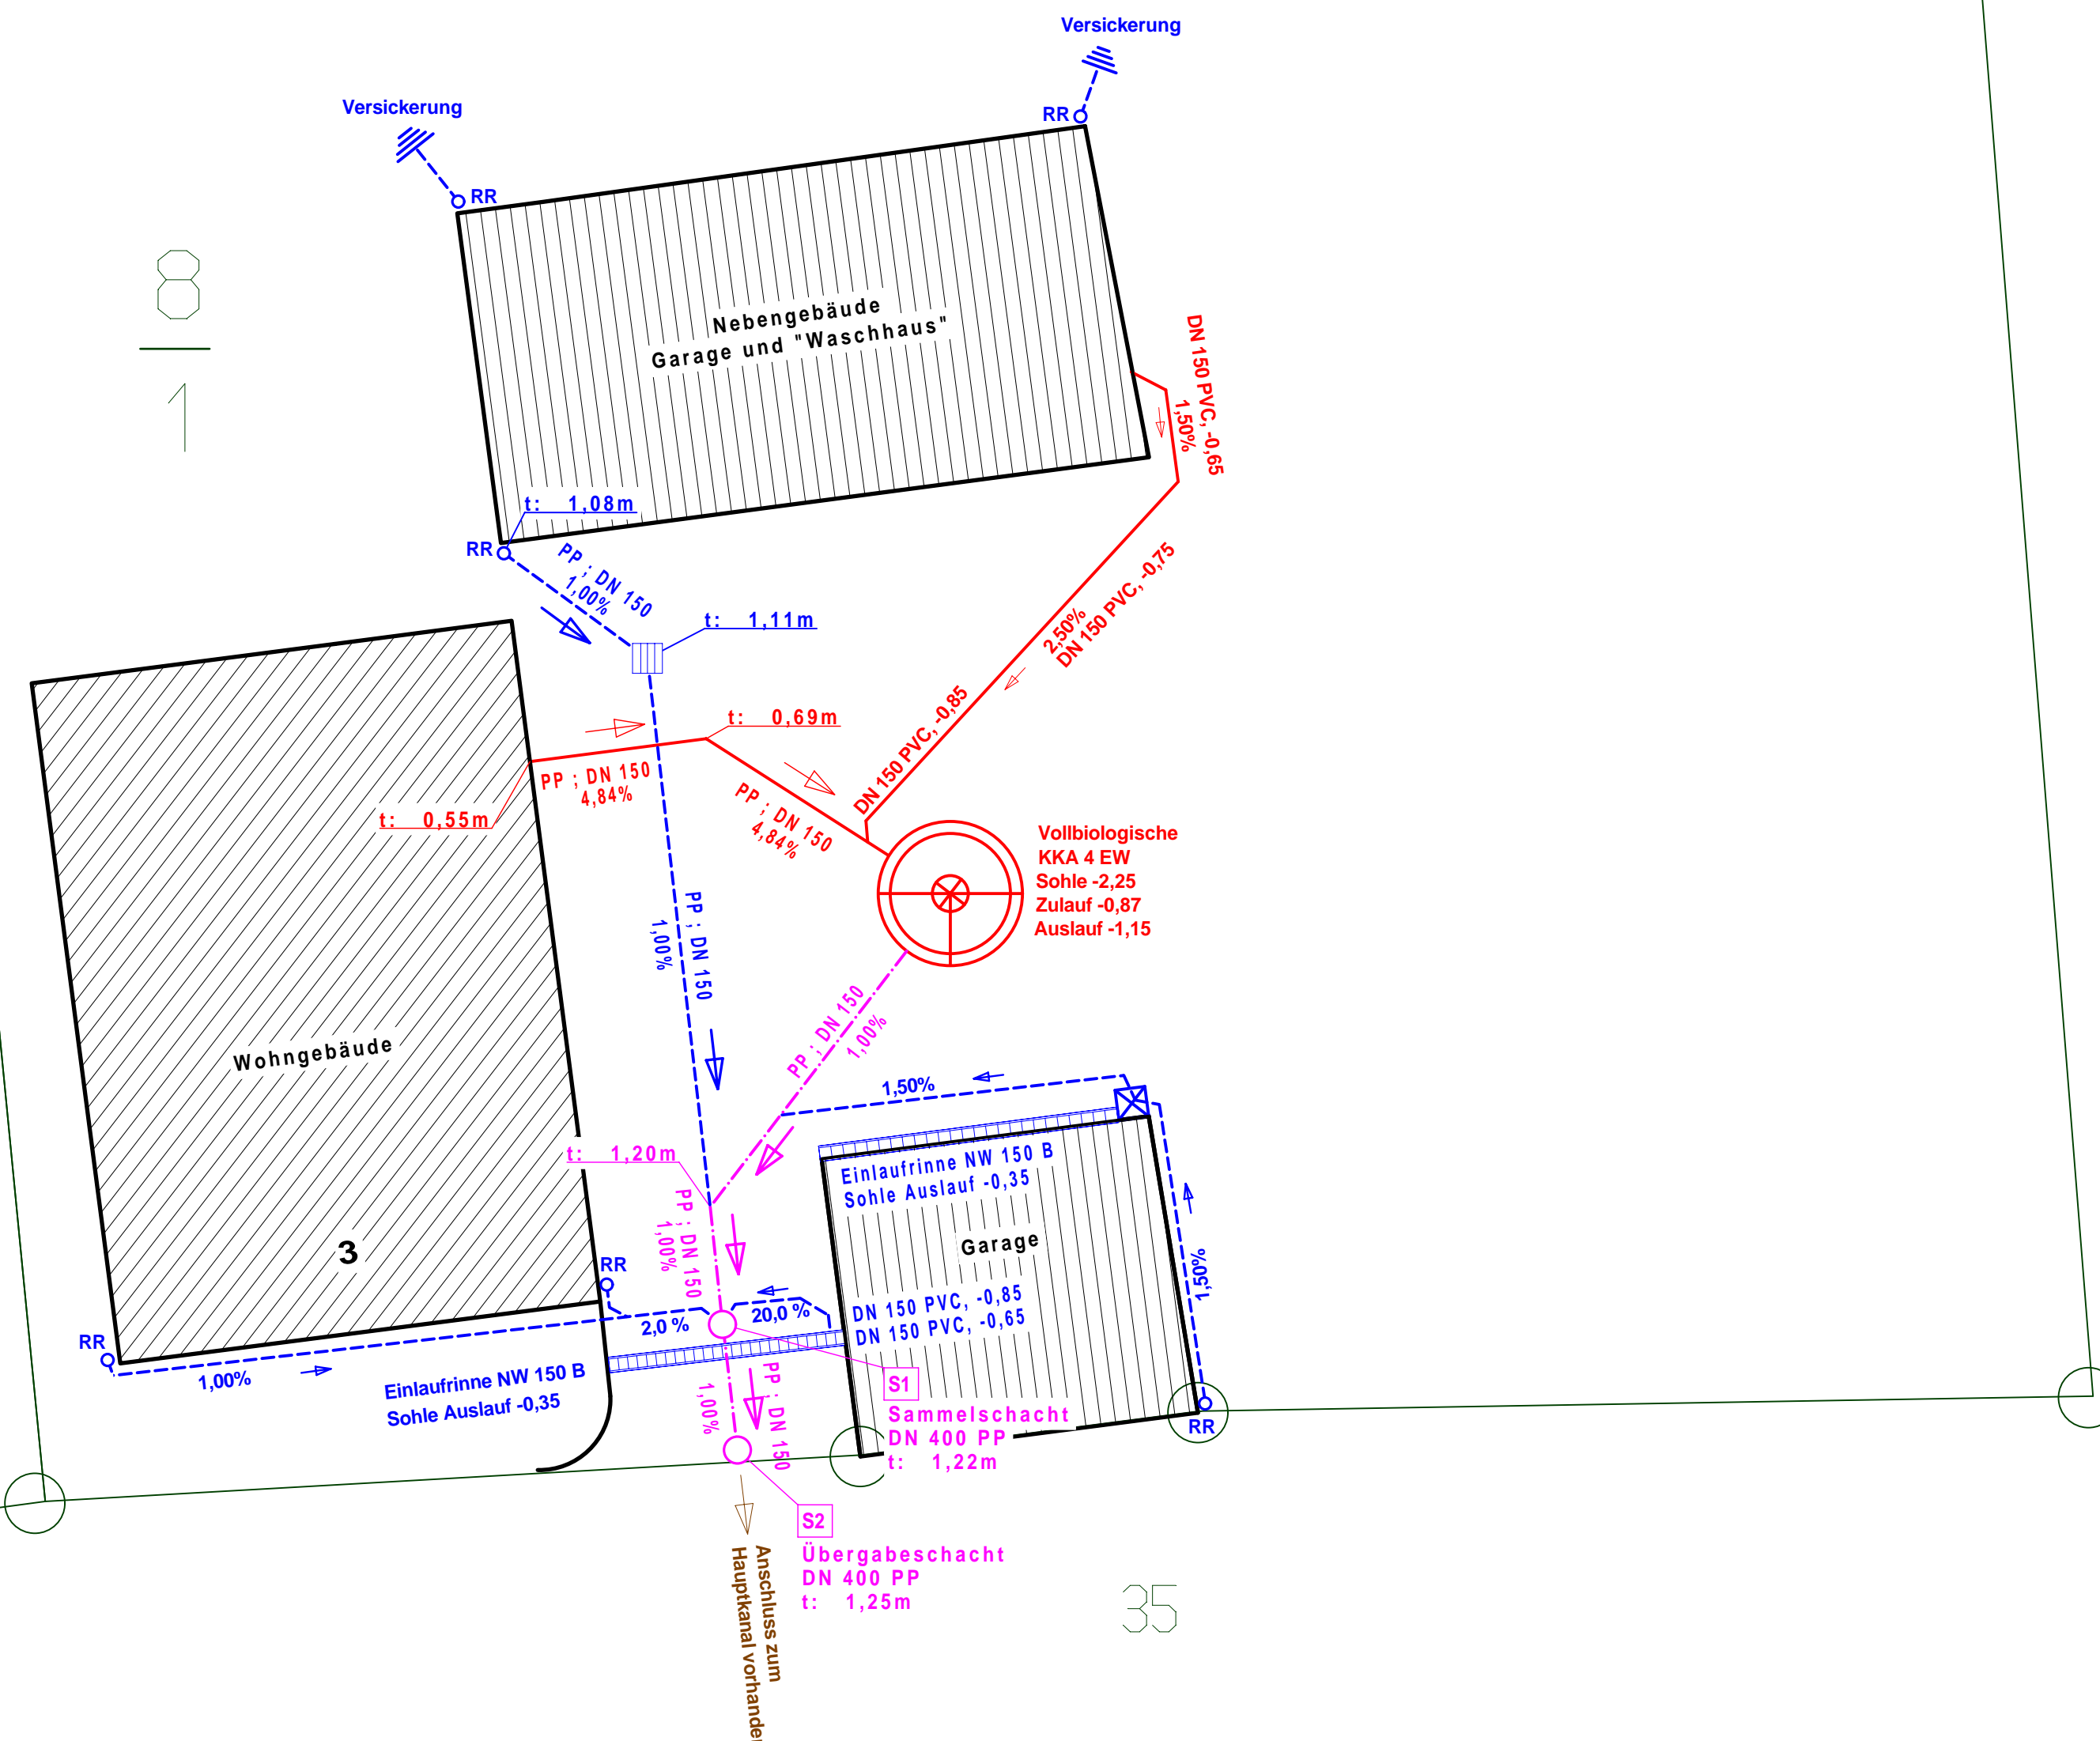 Versickerung
Versickerung
RR
RR
8
1
Nebengebäude
Garage und "Waschhaus"
DN 150 PVC, -0,65
1,50%
t: 1,08m
RR
PP ; DN 150
1,00%
t: 1,11m
2,50%
DN 150 PVC, -0,75
DN 150 PVC, -0,85
t: 0,69m
PP ; DN 150
4,84%
t: 0,55m
PP ; DN 150
4,84%
Vollbiologische
KKA 4 EW
Sohle -2,25
Zulauf -0,87
Auslauf -1,15
PP ; DN 150
1,00%
PP ; DN 150
1,00%
Wohngebäude
3
1,50%
t: 1,20m
Einlaufrinne NW 150 B
Sohle Auslauf -0,35
Garage
PP ; DN 150
1,00%
RR
1,50%
DN 150 PVC, -0,85
DN 150 PVC, -0,65
20,0 %
2,0 %
RR
1,00%
Einlaufrinne NW 150 B
Sohle Auslauf -0,35
PP ; DN 150
1,00%
S1
Sammelschacht
DN 400 PP
t: 1,22m
RR
S2
Übergabeschacht
DN 400 PP
t: 1,25m
Anschluss zum
Hauptkanal vorhanden
35